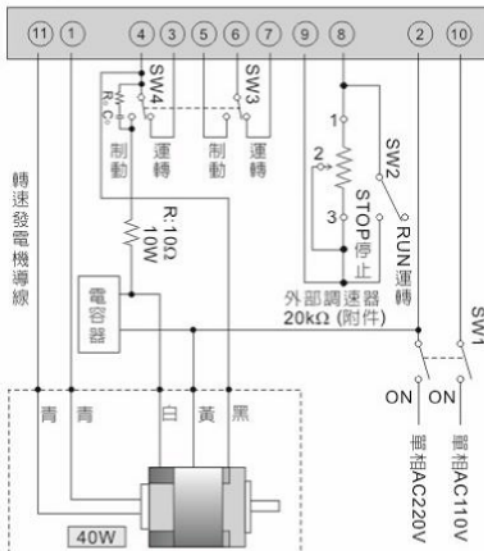 11 1 4 3 5 6 7 9 8 2 10
SW4
SW3
R。C。
制動
運轉
制動
運轉
1
2
3
SW2
STOP停止
RUN運轉
轉速發電機導線
R:10Ω
10W
電容器
外部調速器
20kΩ (附件)
SW1
ON ON
青 青 白 黃 黑
單相AC220V
單相AC110V
40W